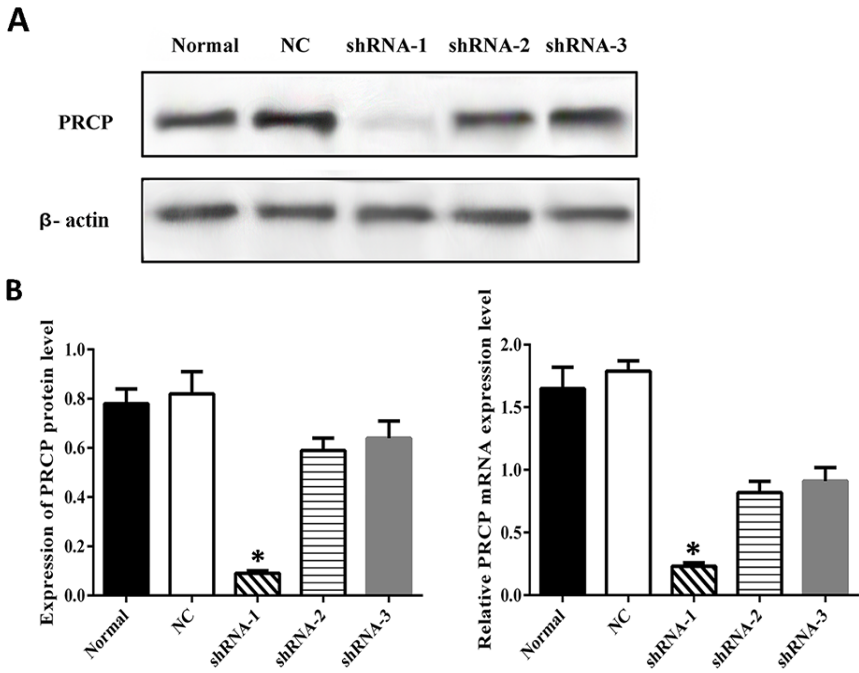 A
Normal NC shRNA-1 shRNA-2 shRNA-3
PRCP
β- actin
B
Expression of PRCP protein level
1.0
0.8
0.6
0.4
0.2
0.0
*
Normal NC shRNA-1 shRNA-2 shRNA-3
Relative PRCP mRNA expression level
2.0
1.5
1.0
0.5
0.0
*
Normal NC shRNA-1 shRNA-2 shRNA-3